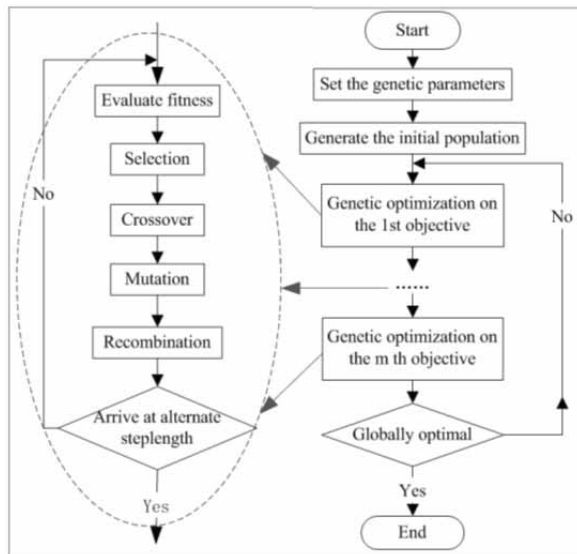 Evaluate fitness
Selection
No
Crossover
Mutation
Recombination
Arrive at alternate
steplength
Yes
Start
Set the genetic parameters
Generate the initial population
Genetic optimization on
the 1st objective
No
......
Genetic optimization on
the m th objective
Globally optimal
Yes
End